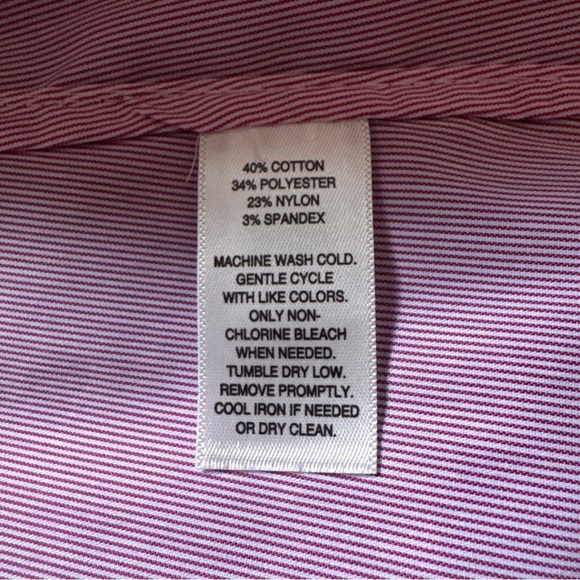 40% COTTON
34% POLYESTER
23% NYLON
3% SPANDEX
MACHINE WASH COLD.
GENTLE CYCLE
WITH LIKE COLORS.
ONLY NON-
CHLORINE BLEACH
WHEN NEEDED.
TUMBLE DRY LOW.
REMOVE PROMPTLY.
COOL IRON IF NEEDED
OR DRY CLEAN.